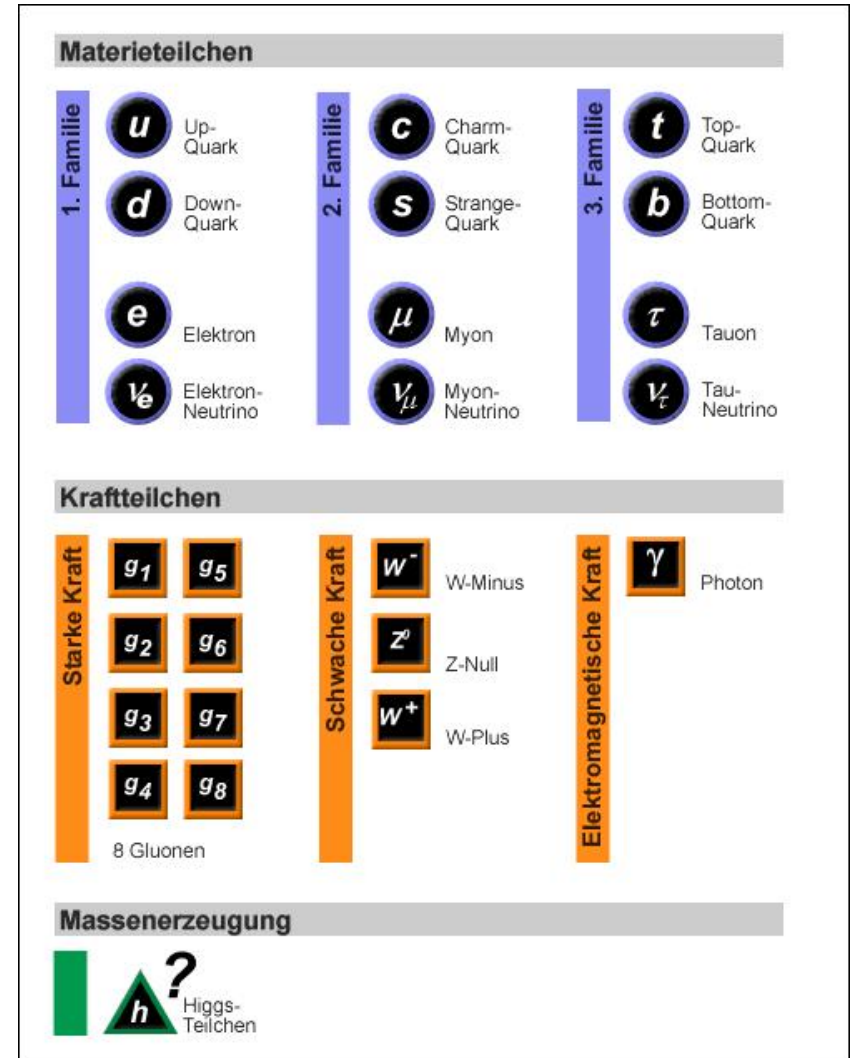 Materieteilchen
1. Familie
u
Up-
Quark
d
Down-
Quark
e
Elektron
νe
Elektron-
Neutrino
2. Familie
c
Charm-
Quark
s
Strange-
Quark
μ
Myon
νμ
Myon-
Neutrino
3. Familie
t
Top-
Quark
b
Bottom-
Quark
τ
Tauon
ντ
Tau-
Neutrino
Kraftteilchen
Starke Kraft
g1 g5
g2 g6
g3 g7
g4 g8
8 Gluonen
Schwache Kraft
W-
W-Minus
Z0
Z-Null
W+
W-Plus
Elektromagnetische Kraft
γ
Photon
Massenerzeugung
h
?
Higgs-
Teilchen